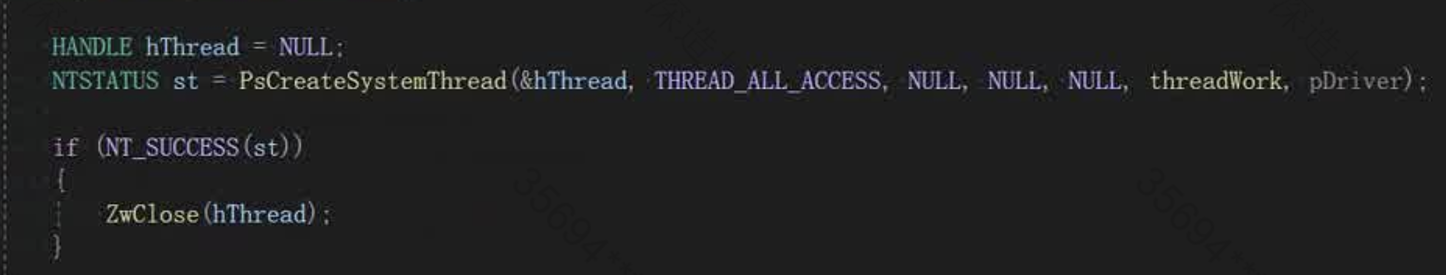 HANDLE hThread = NULL;
NTSTATUS st = PsCreateSystemThread(&hThread, THREAD_ALL_ACCESS, NULL, NULL, NULL, threadWork, pDriver);
if (NT_SUCCESS(st))
{
ZwClose(hThread);
}